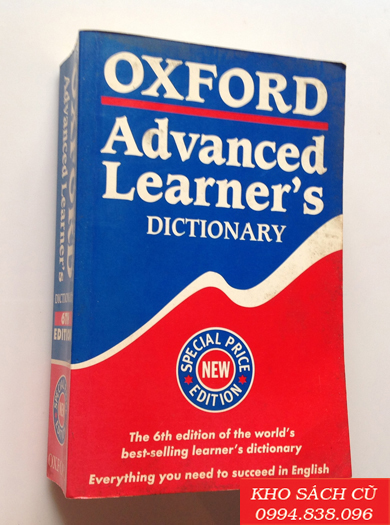 OXFORD
Advanced
Learner's
DICTIONARY
SPECIAL PRICE
NEW
EDITION
The 6th edition of the world's
best-selling learner's dictionary
Everything you need to succeed in English
OXFORD
Advanced Learner's
DICTIONARY
6TH
EDITION
KHO SÁCH CŨ
0994.838.096